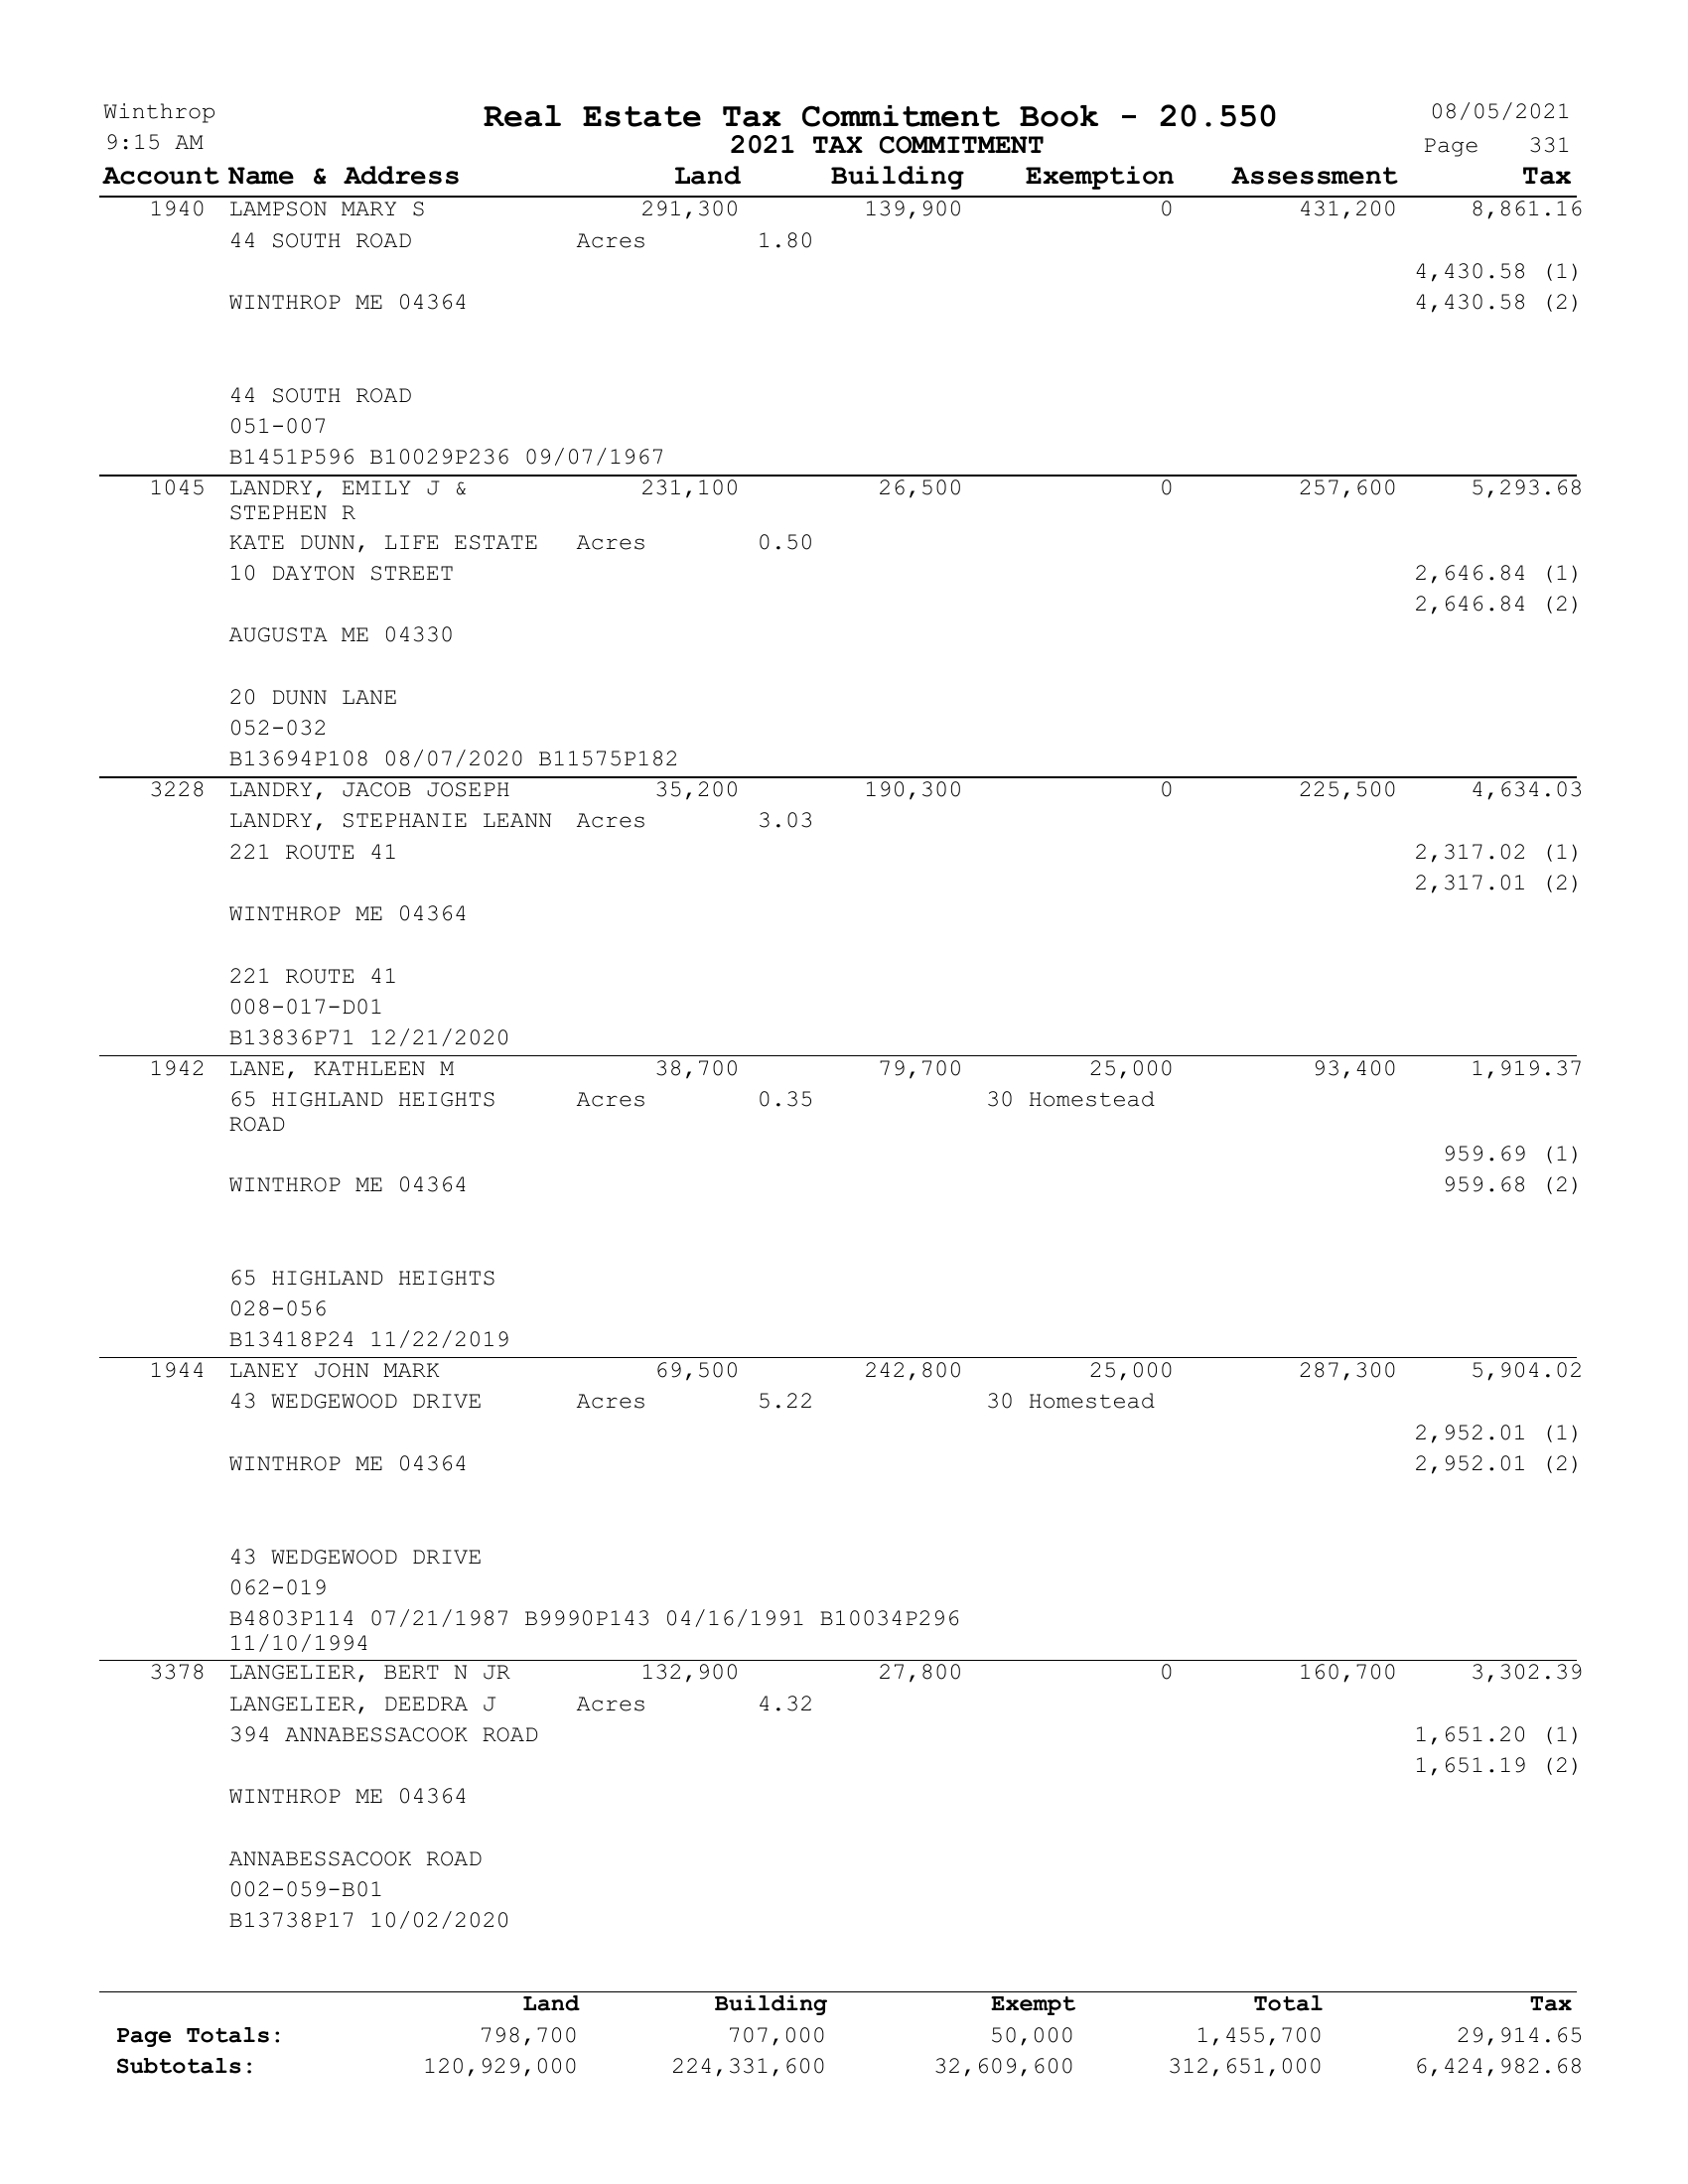 Winthrop Real Estate Tax Commitment Book - 20.550 08/05/2021
9:15 AM 2021 TAX COMMITMENT Page 331
Account Name & Address Land Building Exemption Assessment Tax
1940 LAMPSON MARY S 291,300 139,900 0 431,200 8,861.16
44 SOUTH ROAD Acres 1.80
4,430.58 (1)
WINTHROP ME 04364 4,430.58 (2)
44 SOUTH ROAD
051-007
B1451P596 B10029P236 09/07/1967
1045 LANDRY, EMILY J & 231,100 26,500 0 257,600 5,293.68
STEPHEN R
KATE DUNN, LIFE ESTATE Acres 0.50
10 DAYTON STREET 2,646.84 (1)
2,646.84 (2)
AUGUSTA ME 04330
20 DUNN LANE
052-032
B13694P108 08/07/2020 B11575P182
3228 LANDRY, JACOB JOSEPH 35,200 190,300 0 225,500 4,634.03
LANDRY, STEPHANIE LEANN Acres 3.03
221 ROUTE 41 2,317.02 (1)
2,317.01 (2)
WINTHROP ME 04364
221 ROUTE 41
008-017-D01
B13836P71 12/21/2020
1942 LANE, KATHLEEN M 38,700 79,700 25,000 93,400 1,919.37
65 HIGHLAND HEIGHTS Acres 0.35 30 Homestead
ROAD
959.69 (1)
WINTHROP ME 04364 959.68 (2)
65 HIGHLAND HEIGHTS
028-056
B13418P24 11/22/2019
1944 LANEY JOHN MARK 69,500 242,800 25,000 287,300 5,904.02
43 WEDGEWOOD DRIVE Acres 5.22 30 Homestead
2,952.01 (1)
WINTHROP ME 04364 2,952.01 (2)
43 WEDGEWOOD DRIVE
062-019
B4803P114 07/21/1987 B9990P143 04/16/1991 B10034P296
11/10/1994
3378 LANGELIER, BERT N JR 132,900 27,800 0 160,700 3,302.39
LANGELIER, DEEDRA J Acres 4.32
394 ANNABESSACOOK ROAD 1,651.20 (1)
1,651.19 (2)
WINTHROP ME 04364
ANNABESSACOOK ROAD
002-059-B01
B13738P17 10/02/2020
Land Building Exempt Total Tax
Page Totals: 798,700 707,000 50,000 1,455,700 29,914.65
Subtotals: 120,929,000 224,331,600 32,609,600 312,651,000 6,424,982.68